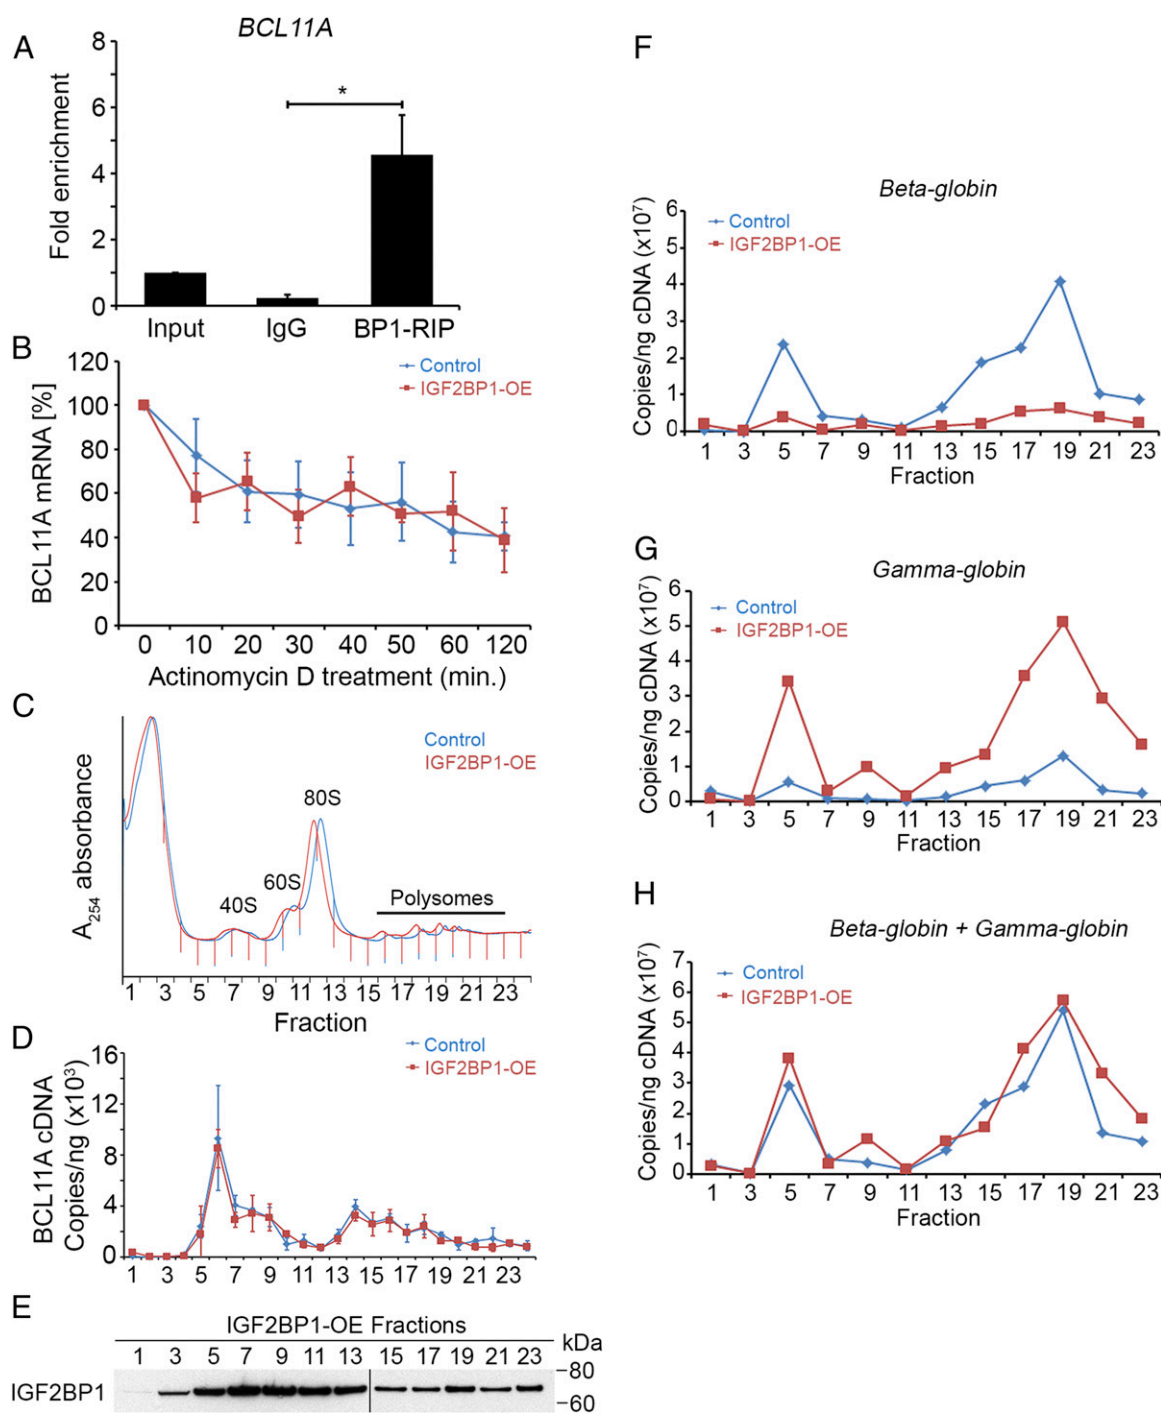 A
BCL11A
Fold enrichment
8
6
4
2
0
*
Input IgG BP1-RIP
B
BCL11A mRNA [%]
120
100
80
60
40
20
0
Control
IGF2BP1-OE
0 10 20 30 40 50 60 120
Actinomycin D treatment (min.)
C
A254 absorbance
Control
IGF2BP1-OE
40S
60S
80S
Polysomes
1 3 5 7 9 11 13 15 17 19 21 23
Fraction
D
BCL11A cDNA
Copies/ng (x10³)
16
12
8
4
0
Control
IGF2BP1-OE
1 3 5 7 9 11 13 15 17 19 21 23
E
IGF2BP1-OE Fractions
1 3 5 7 9 11 13 15 17 19 21 23
kDa
IGF2BP1
80
60
F
Beta-globin
Copies/ng cDNA (x10⁷)
6
5
4
3
2
1
0
Control
IGF2BP1-OE
1 3 5 7 9 11 13 15 17 19 21 23
Fraction
G
Gamma-globin
Copies/ng cDNA (x10⁷)
6
5
4
3
2
1
0
Control
IGF2BP1-OE
1 3 5 7 9 11 13 15 17 19 21 23
Fraction
H
Beta-globin + Gamma-globin
Copies/ng cDNA (x10⁷)
7
6
5
4
3
2
1
0
Control
IGF2BP1-OE
1 3 5 7 9 11 13 15 17 19 21 23
Fraction